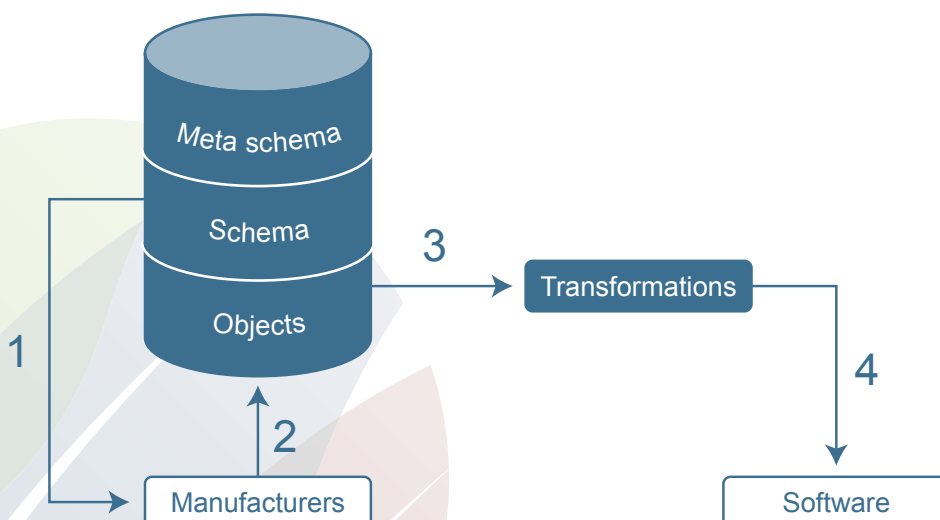 Meta schema
Schema
3
Transformations
Objects
1
4
2
Manufacturers
Software